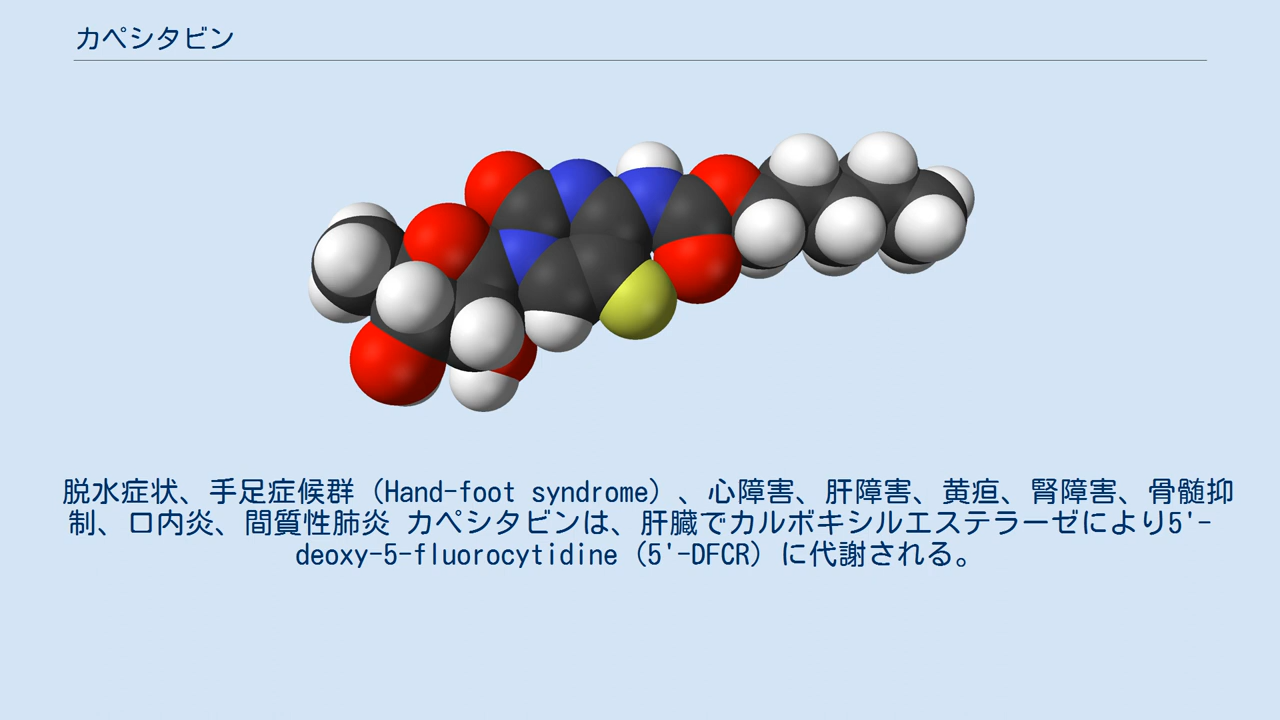 カペシタビン
脱水症状、手足症候群（Hand-foot syndrome）、心障害、肝障害、黄疸、腎障害、骨髄抑
制、口内炎、間質性肺炎 カペシタビンは、肝臓でカルボキシルエステラーゼにより5'-
deoxy-5-fluorocytidine（5'-DFCR）に代謝される。